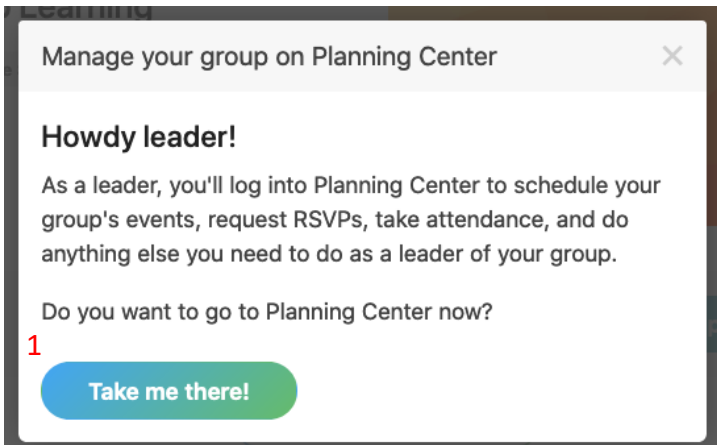 Learning
Manage your group on Planning Center
Howdy leader!
As a leader, you'll log into Planning Center to schedule your
group's events, request RSVPs, take attendance, and do
anything else you need to do as a leader of your group.
Do you want to go to Planning Center now?
1
Take me there!